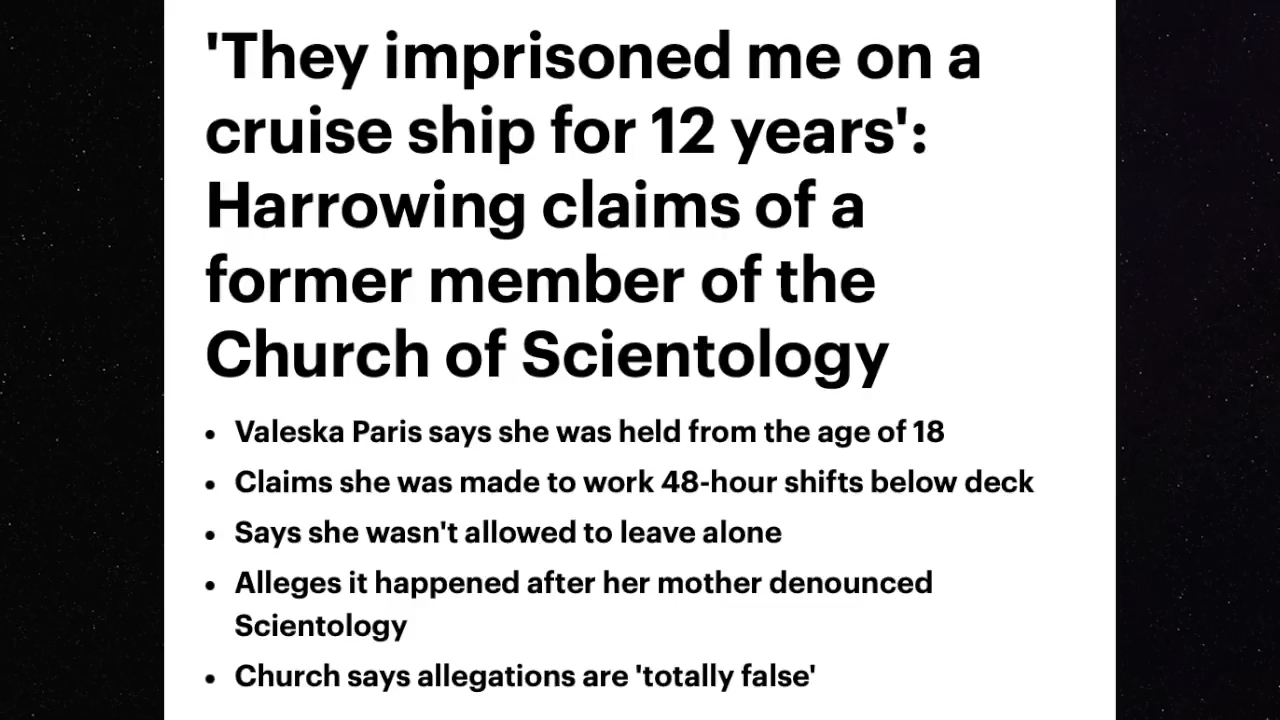 'They imprisoned me on a
cruise ship for 12 years':
Harrowing claims of a
former member of the
Church of Scientology
• Valeska Paris says she was held from the age of 18
• Claims she was made to work 48-hour shifts below deck
• Says she wasn't allowed to leave alone
• Alleges it happened after her mother denounced
Scientology
• Church says allegations are 'totally false'